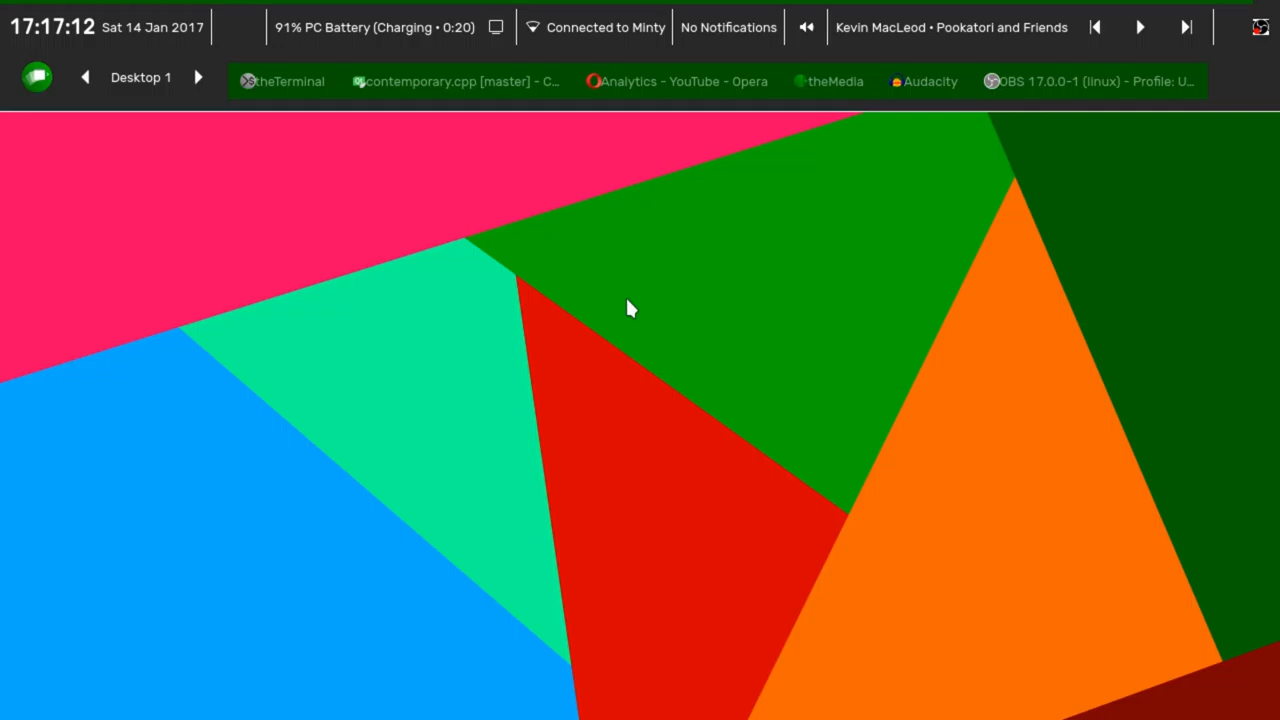 17:17:12 Sat 14 Jan 2017 91% PC Battery (Charging • 0:20) Connected to Minty No Notifications Kevin MacLeod • Pookatori and Friends
Desktop 1 theTerminal contemporary.cpp [master] - C... Analytics - YouTube - Opera theMedia Audacity OBS 17.0.0-1 (linux) - Profile: U...